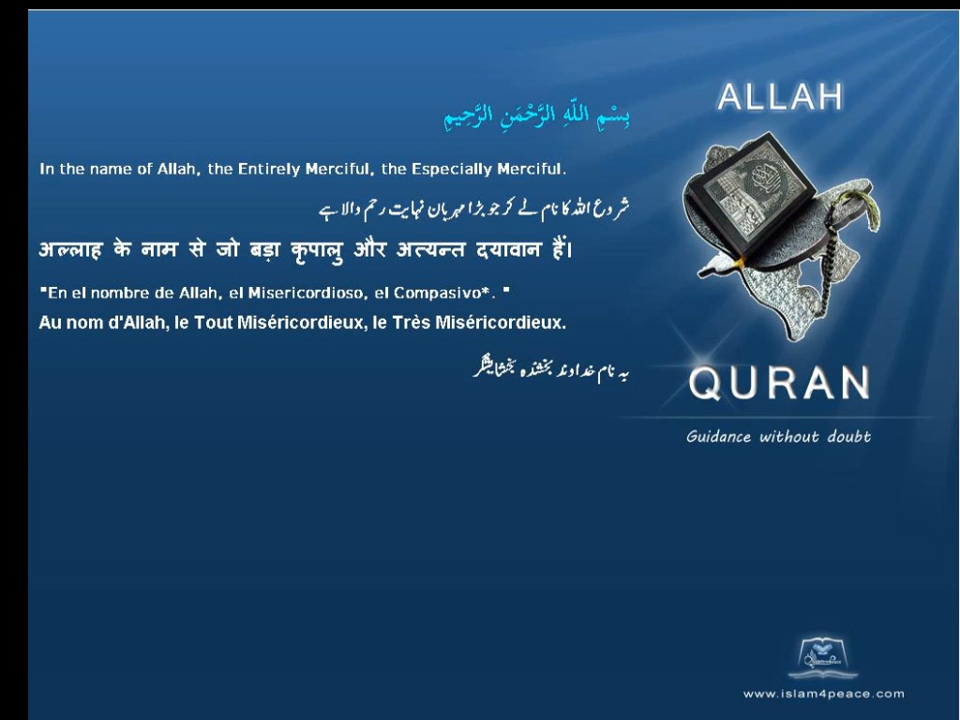 بِسْمِ اللَّهِ الرَّحْمَنِ الرَّحِيمِ
In the name of Allah, the Entirely Merciful, the Especially Merciful.
شروع الله کا نام لے کر جو بڑا مہربان نہایت رحم والا ہے
अल्लाह के नाम से जो बड़ा कृपालु और अत्यन्त दयावान हैं।
"En el nombre de Allah, el Misericordioso, el Compasivo*. "
Au nom d'Allah, le Tout Miséricordieux, le Très Miséricordieux.
به نام خداوند بخشنده بخشایشگر
ALLAH
QURAN
Guidance without doubt
www.islam4peace.com